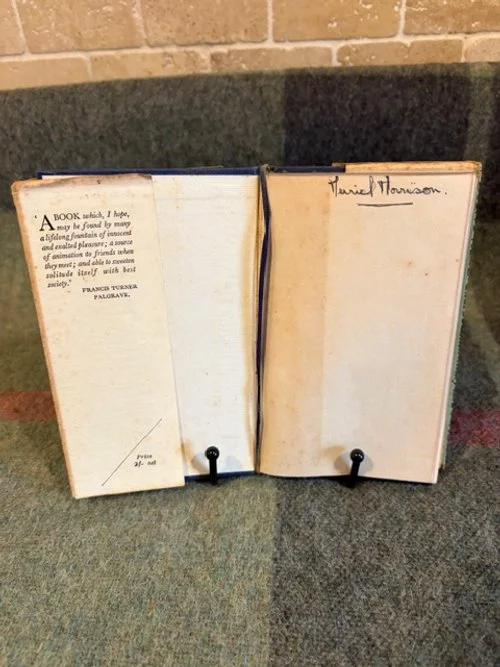 'A BOOK which, I hope,
may be found by many
a lifelong fountain of innocent
and exalted pleasure; a source
of animation to friends when
they meet; and able to sweeten
solitude itself with best
society.'
FRANCIS TURNER
PALGRAVE.
Price
2/- net
Muriel Morrison.